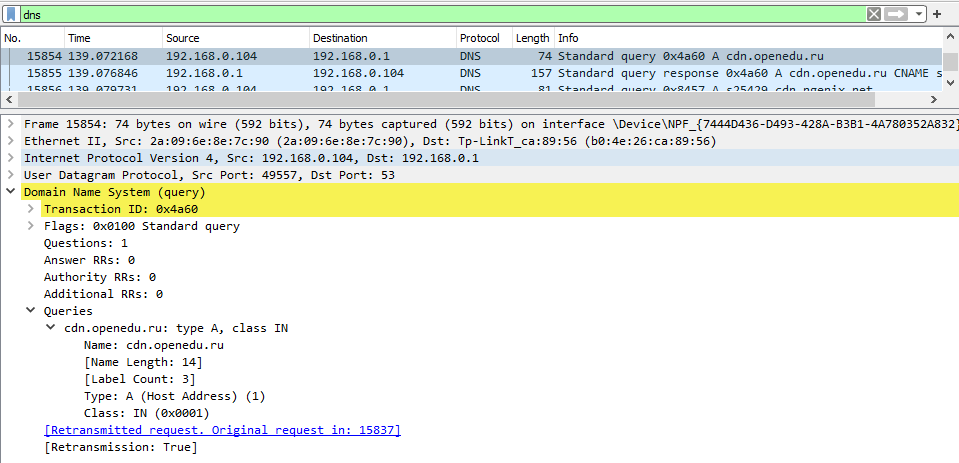 dns
No. Time Source Destination Protocol Length Info
15854 139.072168 192.168.0.104 192.168.0.1 DNS 74 Standard query 0x4a60 A cdn.openedu.ru
15855 139.076846 192.168.0.1 192.168.0.104 DNS 157 Standard query response 0x4a60 A cdn.openedu.ru CNAME s
15856 139.079731 192.168.0.104 192.168.0.1 DNS 81 Standard query 0x8457 A s25429.cdn.ngenix.net
Frame 15854: 74 bytes on wire (592 bits), 74 bytes captured (592 bits) on interface \Device\NPF_{7444D436-D493-428A-B3B1-4A780352A832}
Ethernet II, Src: 2a:09:6e:8e:7c:90 (2a:09:6e:8e:7c:90), Dst: Tp-LinkT_ca:89:56 (b0:4e:26:ca:89:56)
Internet Protocol Version 4, Src: 192.168.0.104, Dst: 192.168.0.1
User Datagram Protocol, Src Port: 49557, Dst Port: 53
Domain Name System (query)
Transaction ID: 0x4a60
Flags: 0x0100 Standard query
Questions: 1
Answer RRs: 0
Authority RRs: 0
Additional RRs: 0
Queries
cdn.openedu.ru: type A, class IN
Name: cdn.openedu.ru
[Name Length: 14]
[Label Count: 3]
Type: A (Host Address) (1)
Class: IN (0x0001)
[Retransmitted request. Original request in: 15837]
[Retransmission: True]